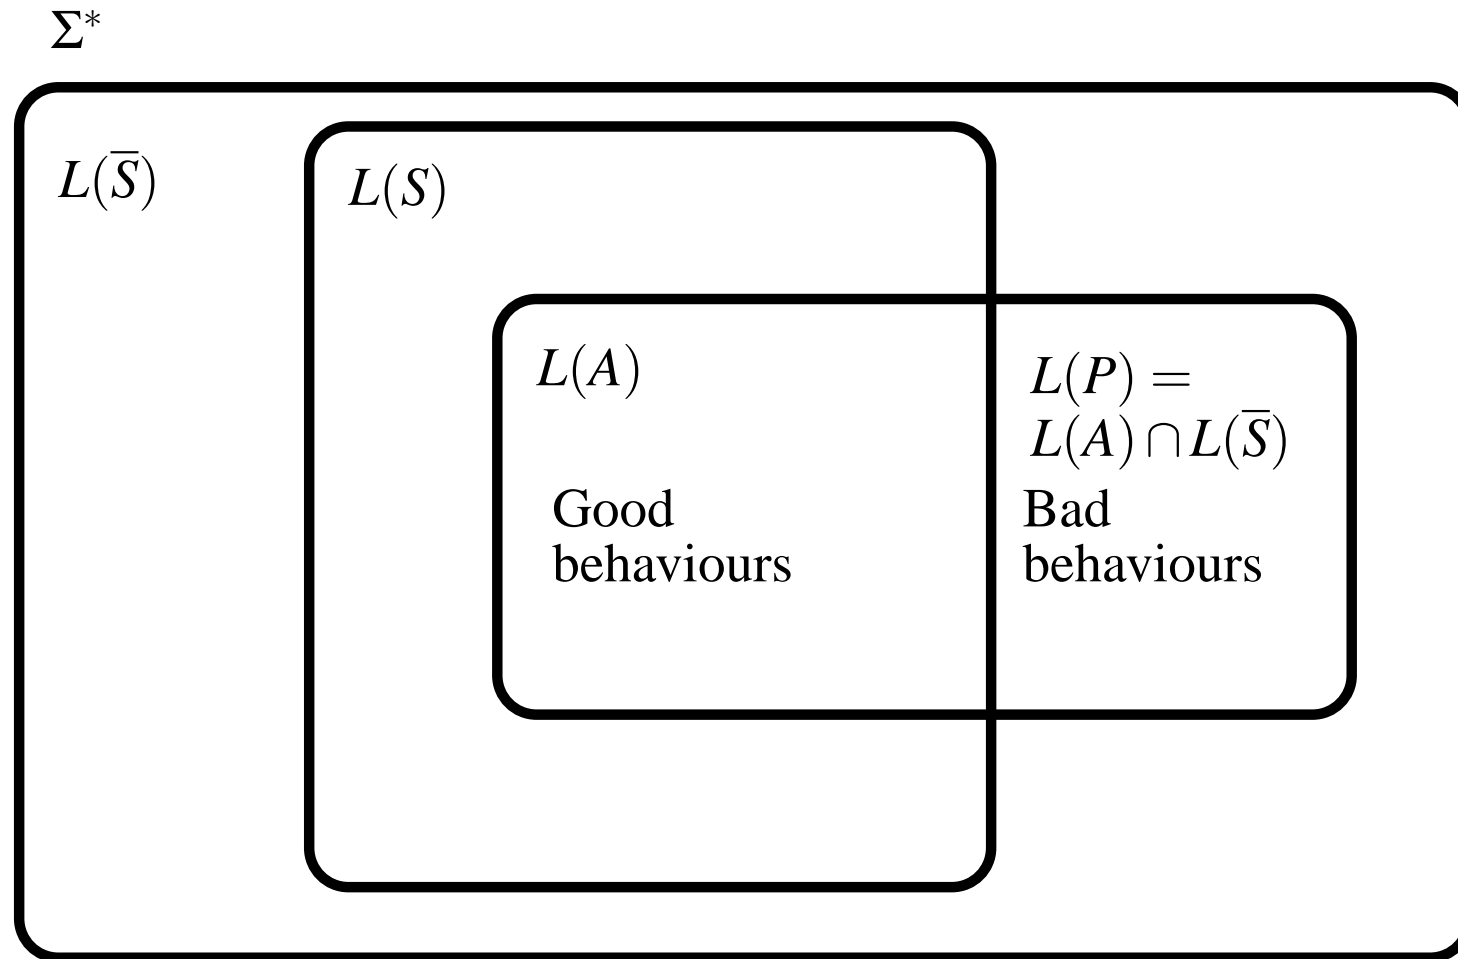 Σ*
L(S̅)
L(S)
L(A)
L(P) =
L(A) ∩ L(S̅)
Good
behaviours
Bad
behaviours